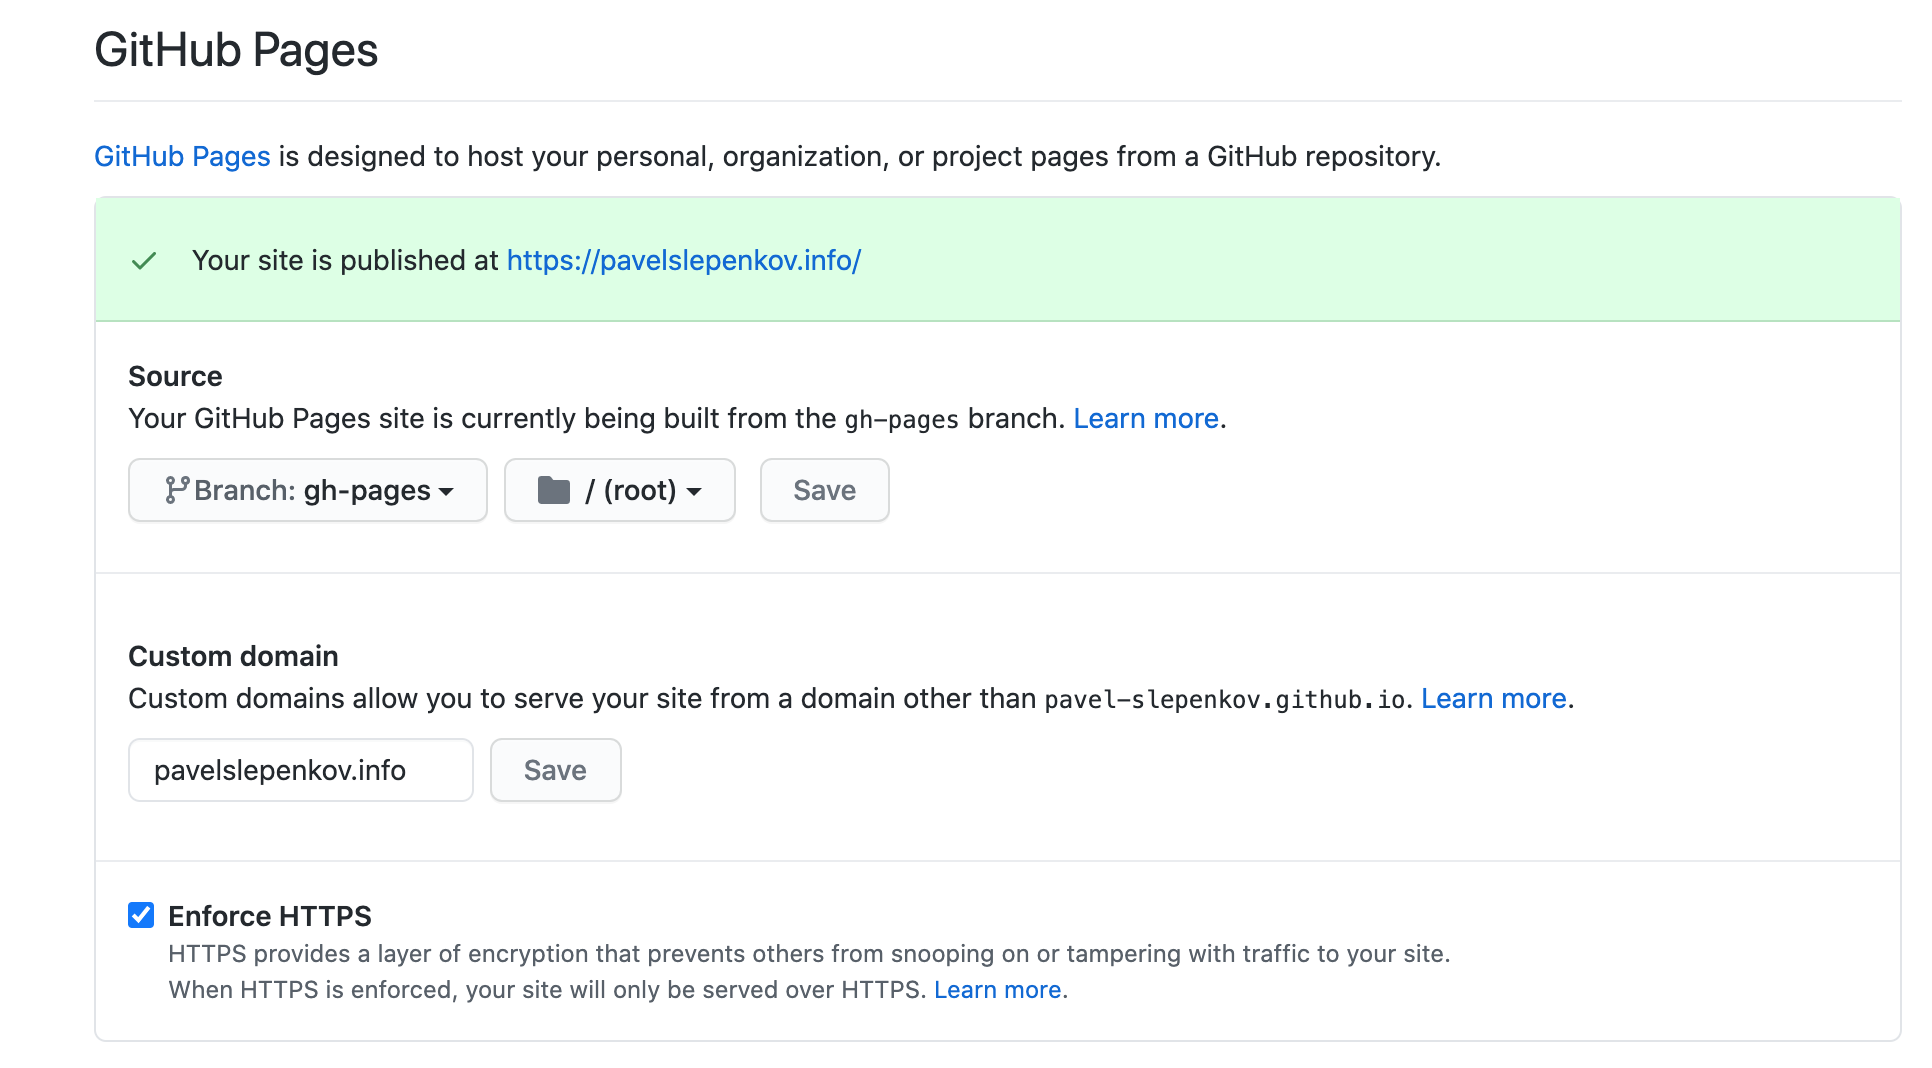 GitHub Pages
GitHub Pages is designed to host your personal, organization, or project pages from a GitHub repository.
Your site is published at https://pavelslepenkov.info/
Source
Your GitHub Pages site is currently being built from the gh-pages branch. Learn more.
Branch: gh-pages / (root) Save
Custom domain
Custom domains allow you to serve your site from a domain other than pavel-slepenkov.github.io. Learn more.
pavelslepenkov.info Save
Enforce HTTPS
HTTPS provides a layer of encryption that prevents others from snooping on or tampering with traffic to your site.
When HTTPS is enforced, your site will only be served over HTTPS. Learn more.